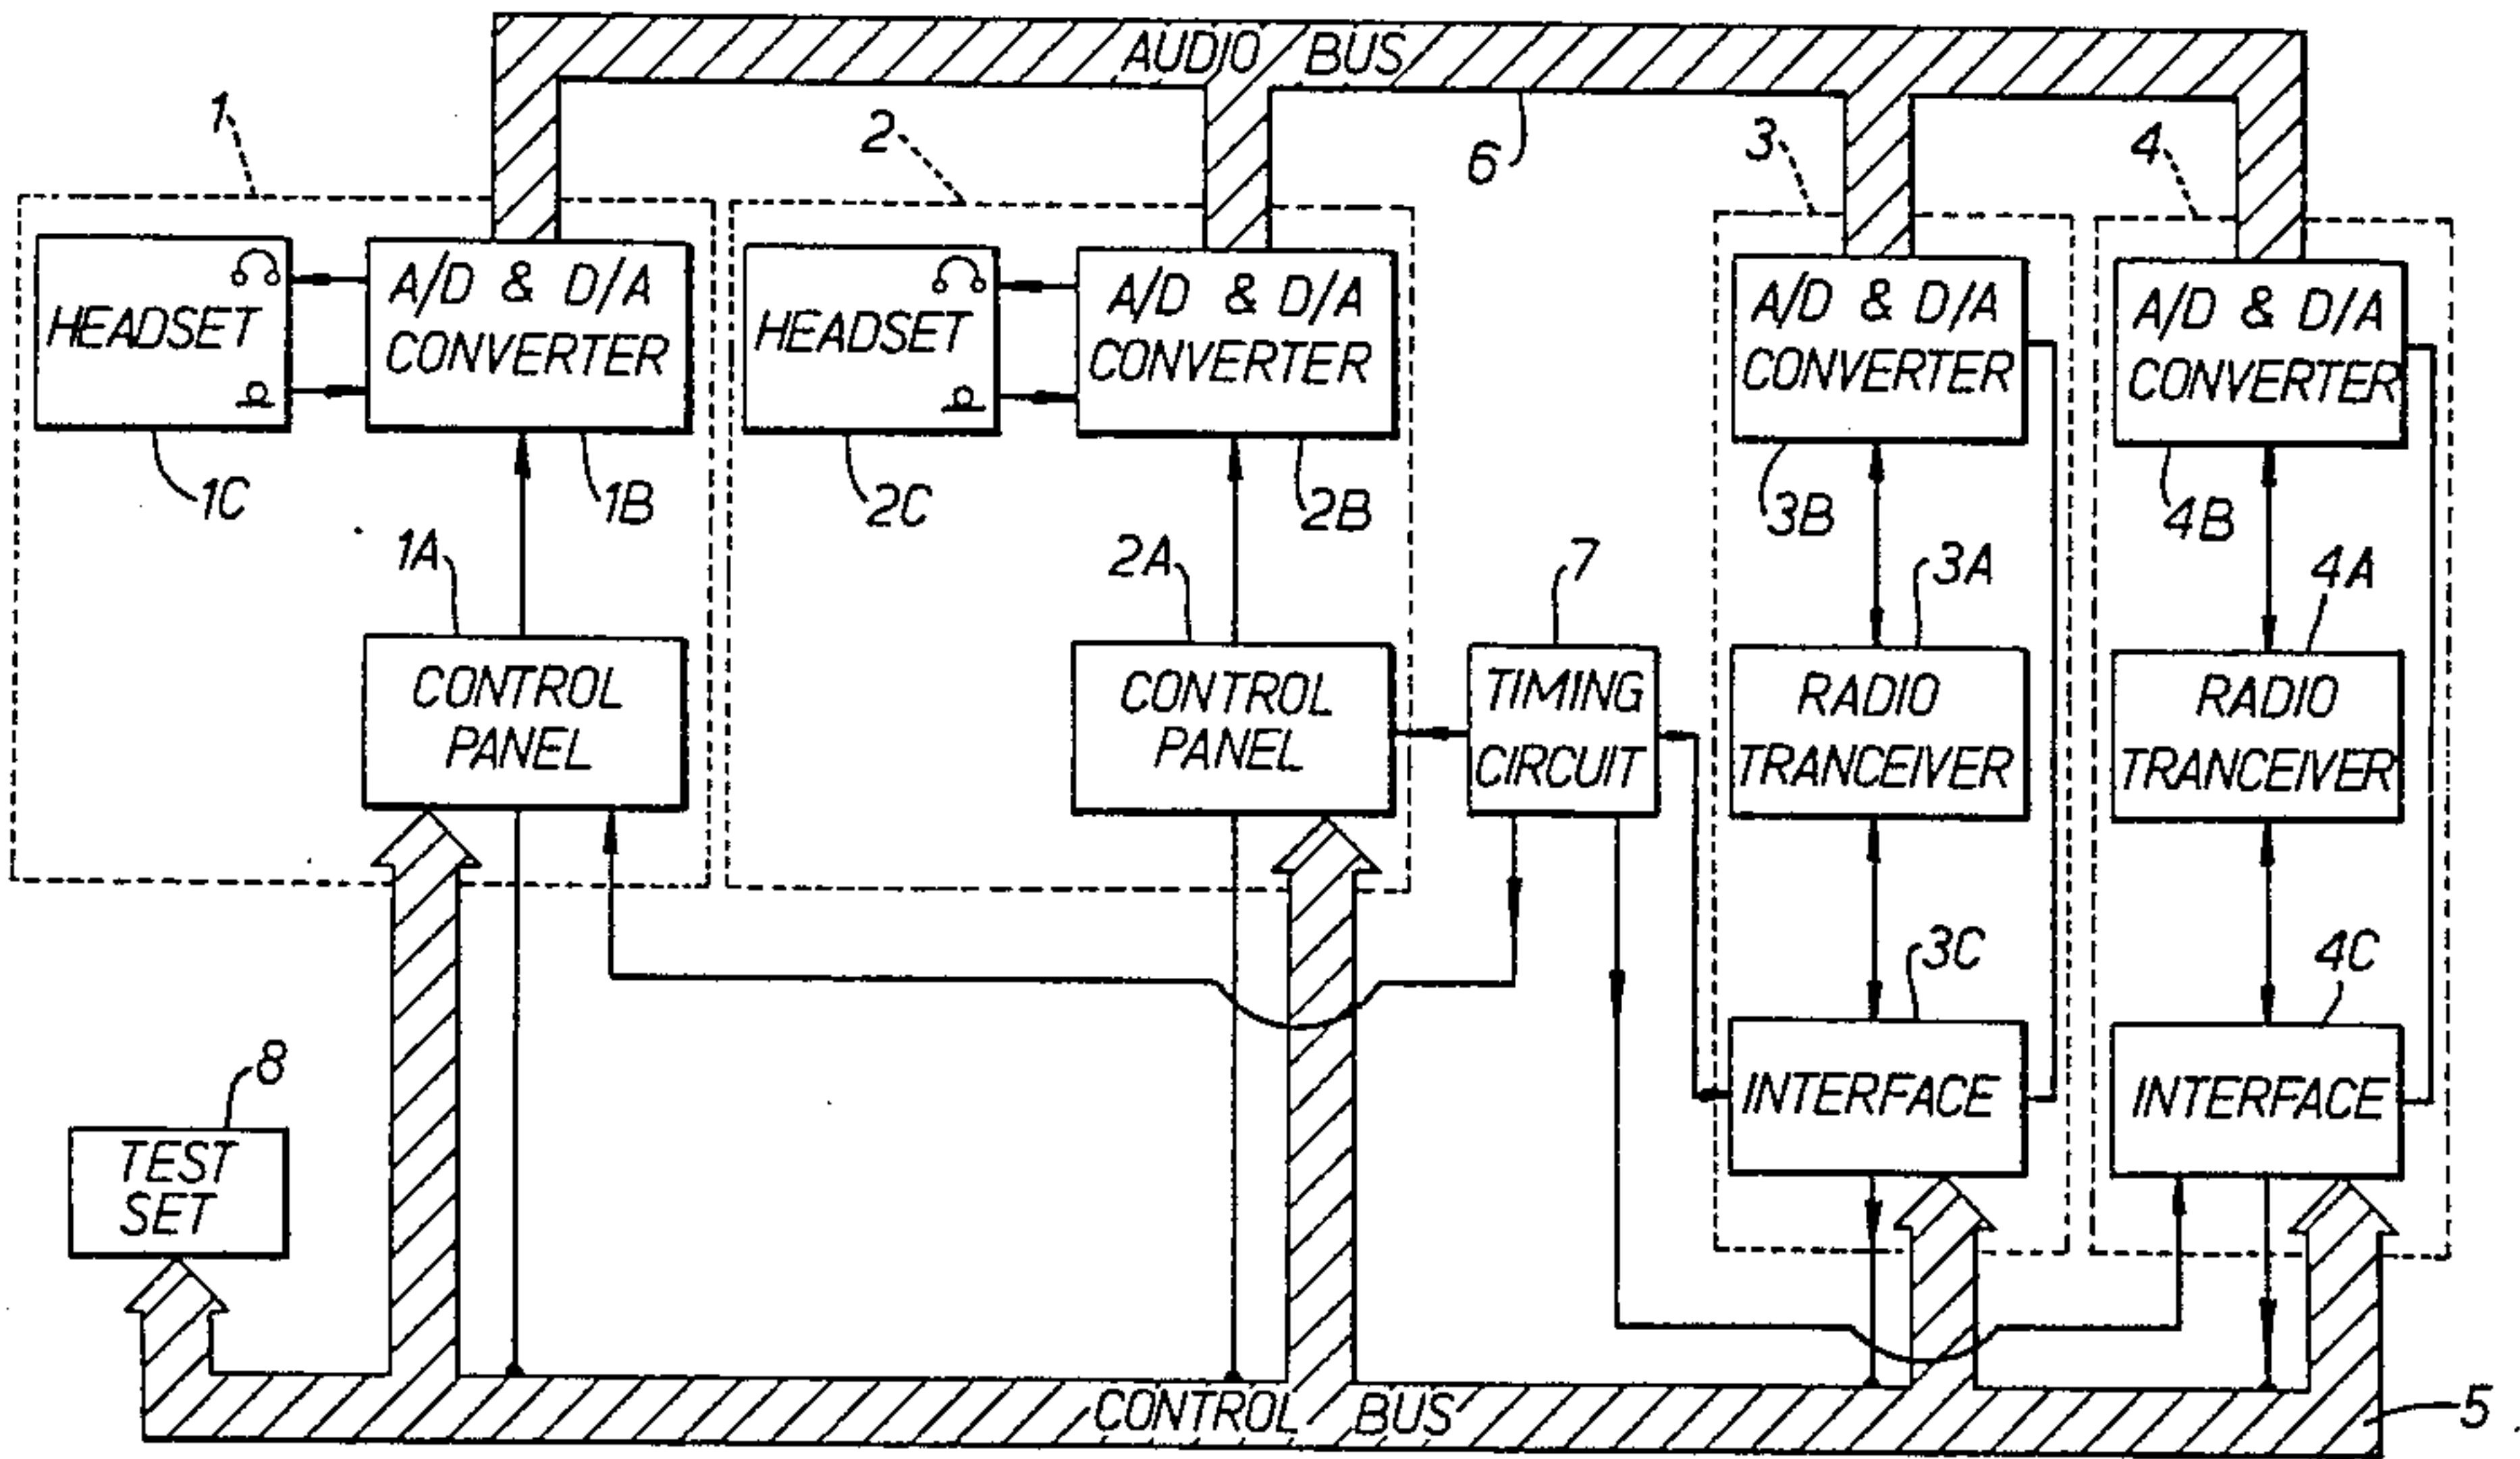 AUDIO BUS
1
2
6
3
4
HEADSET
A/D & D/A
CONVERTER
HEADSET
A/D & D/A
CONVERTER
A/D & D/A
CONVERTER
A/D & D/A
CONVERTER
1C
1B
2C
2B
3B
4B
1A
2A
7
3A
4A
CONTROL
PANEL
CONTROL
PANEL
TIMING
CIRCUIT
RADIO
TRANCEIVER
RADIO
TRANCEIVER
3C
4C
8
TEST
SET
INTERFACE
INTERFACE
CONTROL BUS
5